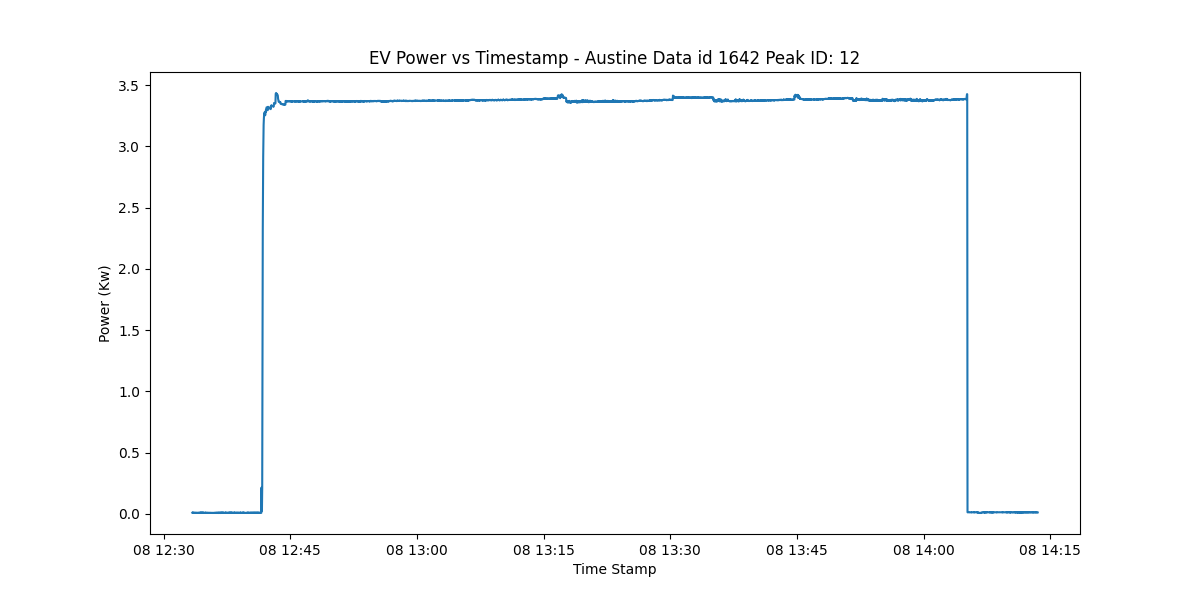 EV Power vs Timestamp - Austine Data id 1642 Peak ID: 12
3.5
3.0
2.5
2.0
1.5
1.0
0.5
0.0
Power (Kw)
08 12:30 08 12:45 08 13:00 08 13:15 08 13:30 08 13:45 08 14:00 08 14:15
Time Stamp